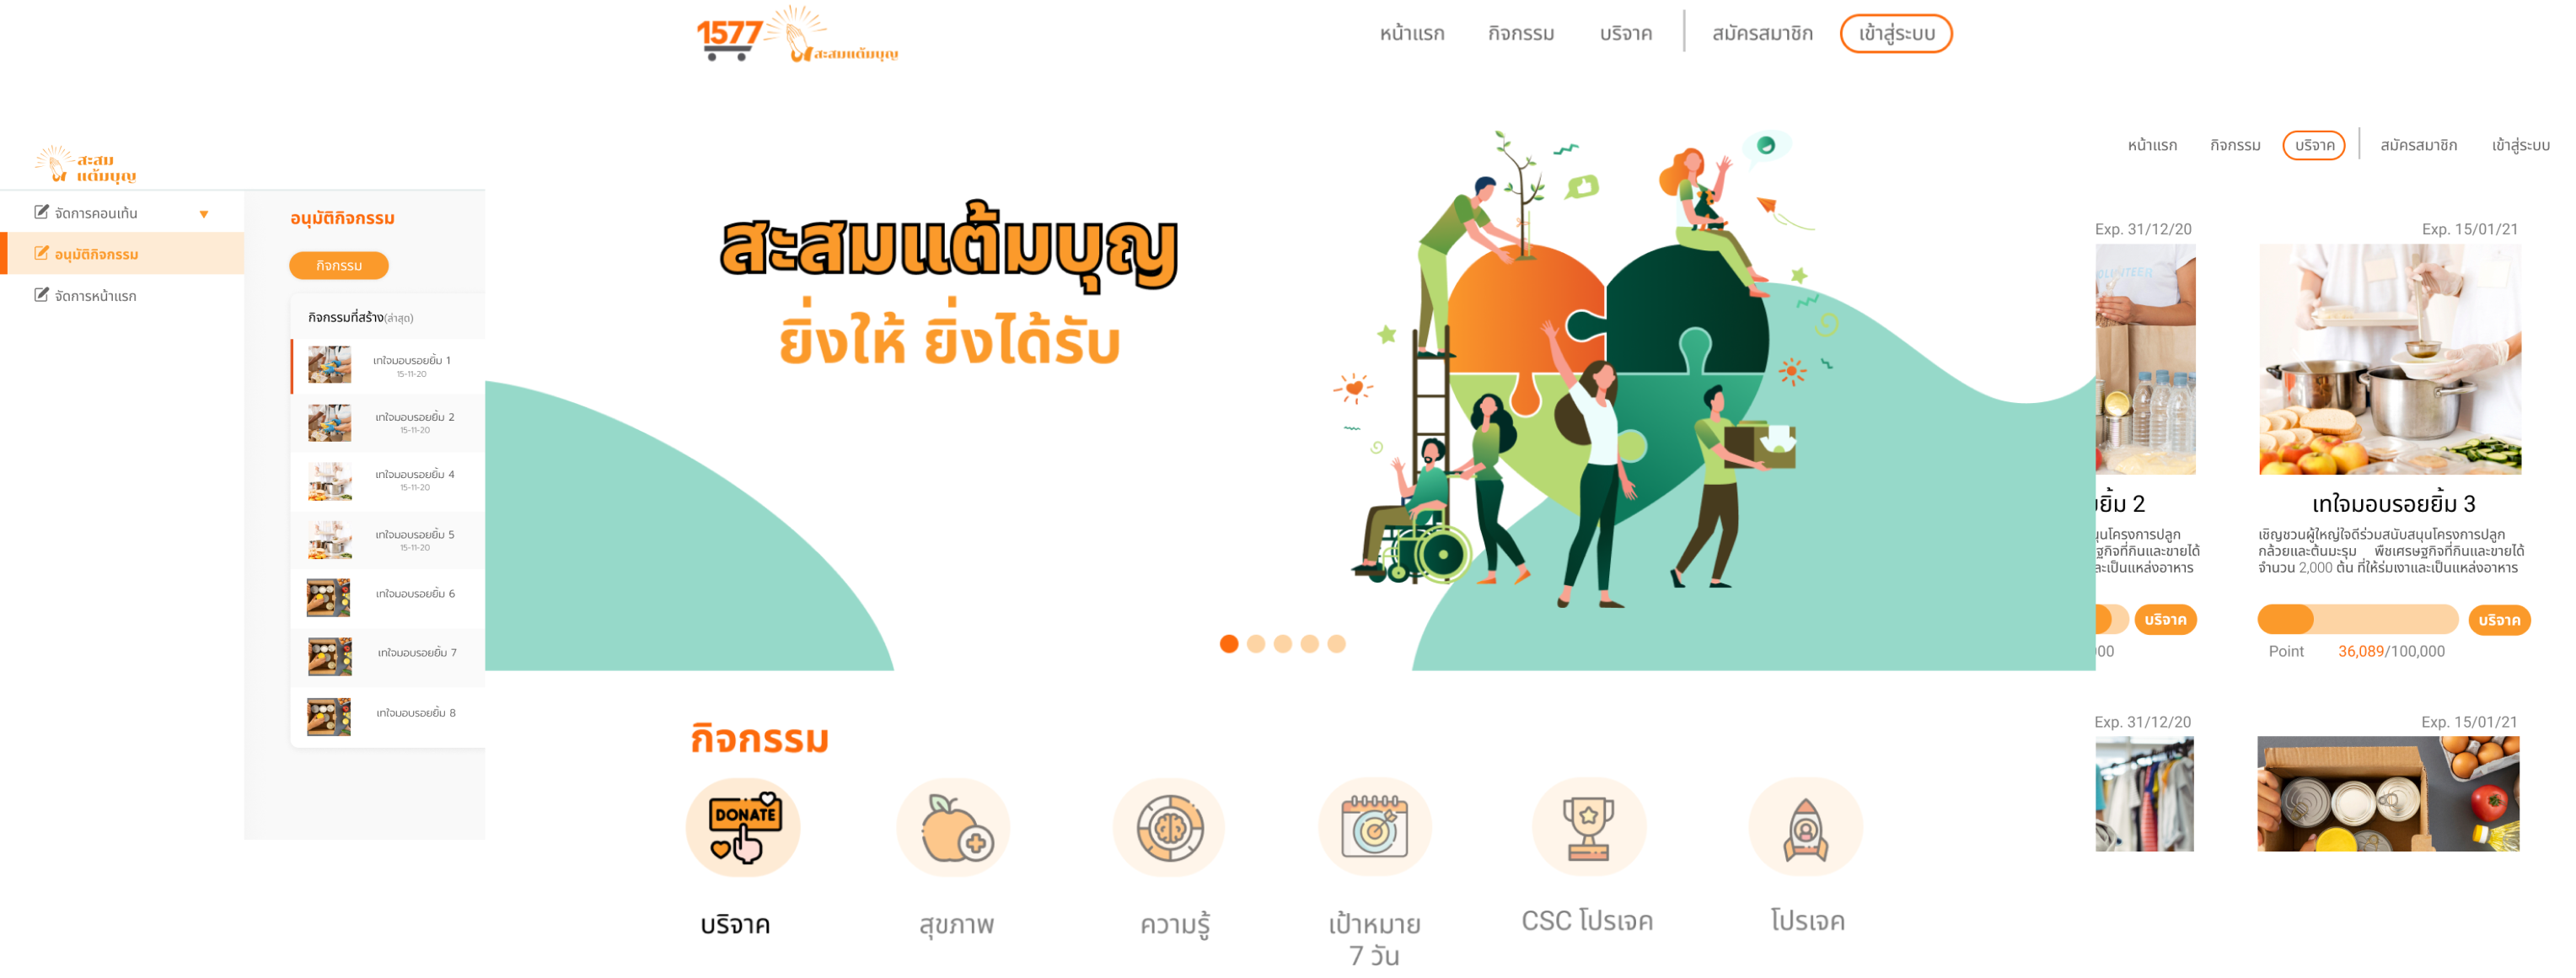 1577
สะสมแต้มบุญ
หน้าแรก
กิจกรรม
บริจาค
สมัครสมาชิก
เข้าสู่ระบบ
สะสม
แต้มบุญ
จัดการคอนเท้น
อนุมัติกิจกรรม
จัดการหน้าแรก
อนุมัติกิจกรรม
กิจกรรม
กิจกรรมที่สร้าง(ล่าสุด)
เทใจมอบรอยยิ้ม 1
15-11-20
เทใจมอบรอยยิ้ม 2
15-11-20
เทใจมอบรอยยิ้ม 4
15-11-20
เทใจมอบรอยยิ้ม 5
15-11-20
เทใจมอบรอยยิ้ม 6
เทใจมอบรอยยิ้ม 7
เทใจมอบรอยยิ้ม 8
สะสมแต้มบุญ
ยิ่งให้ ยิ่งได้รับ
กิจกรรม
DONATE
บริจาค
สุขภาพ
ความรู้
เป้าหมาย
7 วัน
CSC โปรเจค
โปรเจค
หน้าแรก
กิจกรรม
บริจาค
สมัครสมาชิก
เข้าสู่ระบบ
Exp. 31/12/20
ยิ้ม 2
นโครงการปลูก
ฐกิจที่กินและขายได้
ละเป็นแหล่งอาหาร
บริจาค
00
Exp. 15/01/21
เทใจมอบรอยยิ้ม 3
เชิญชวนผู้ใหญ่ใจดีร่วมสนับสนุนโครงการปลูก
กล้วยและต้นมะรุม พืชเศรษฐกิจที่กินและขายได้
จำนวน 2,000 ต้น ที่ให้ร่มเงาและเป็นแหล่งอาหาร
บริจาค
Point 36,089/100,000
Exp. 31/12/20
Exp. 15/01/21